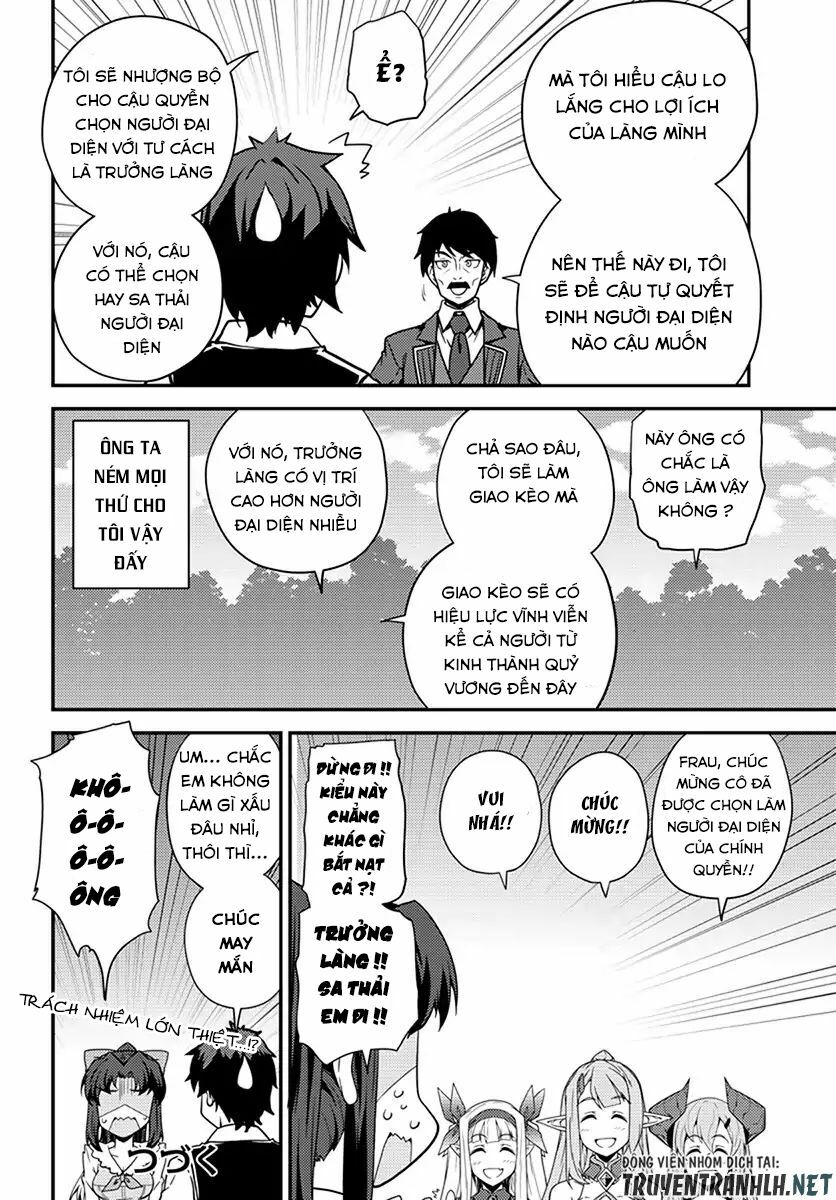 MÀ TÔI HIỂU CẬU LO
LẮNG CHO LỢI ÍCH
CỦA LÀNG MÌNH
NÊN THẾ NÀY ĐI, TÔI
SẼ ĐỂ CẬU TỰ QUYẾT
ĐỊNH NGƯỜI ĐẠI DIỆN
NÀO CẬU MUỐN
Ể?
TÔI SẼ NHƯỢNG BỘ
CHO CẬU QUYỀN
CHỌN NGƯỜI ĐẠI
DIỆN VỚI TƯ CÁCH
LÀ TRƯỞNG LÀNG
VỚI NÓ, CẬU
CÓ THỂ CHỌN
HAY SA THẢI
NGƯỜI ĐẠI
DIỆN
NÀY ÔNG CÓ
CHẮC LÀ
ÔNG LÀM VẬY
KHÔNG ?
CHẢ SAO ĐÂU,
TÔI SẼ LÀM
GIAO KÈO MÀ
GIAO KÈO SẼ CÓ
HIỆU LỰC VĨNH VIỄN
KỂ CẢ NGƯỜI TỪ
KINH THÀNH QUỶ
VƯƠNG ĐẾN ĐÂY
VỚI NÓ, TRƯỞNG
LÀNG CÓ VỊ TRÍ
CAO HƠN NGƯỜI
ĐẠI DIỆN NHIỀU
ÔNG TA
NÉM MỌI
THỨ CHO
TÔI VẬY
ĐẤY
FRAU, CHÚC
MỪNG CÔ ĐÃ
ĐƯỢC CHỌN LÀM
NGƯỜI ĐẠI DIỆN
CỦA CHÍNH
QUYỀN!!
CHÚC
MỪNG!!
VUI
NHÁ!!
ĐỪNG ĐI !!
KIỂU NÀY
CHẲNG
KHÁC GÌ
BẮT NẠT
CẢ ?!
TRƯỞNG
LÀNG !!
SA THẢI
EM ĐI !!
UM... CHẮC
EM KHÔNG
LÀM GÌ XẤU
ĐÂU NHỈ,
THÔI THÌ...
CHÚC
MAY
MẮN
KHÔ-
Ô-Ô-
Ô-Ô-
ÔNG
TRÁCH NHIỆM LỚN THIỆT...!?
つづく
ĐỘNG VIÊN NHÓM DỊCH TẠI:
TRUYENTRANHLH.NET